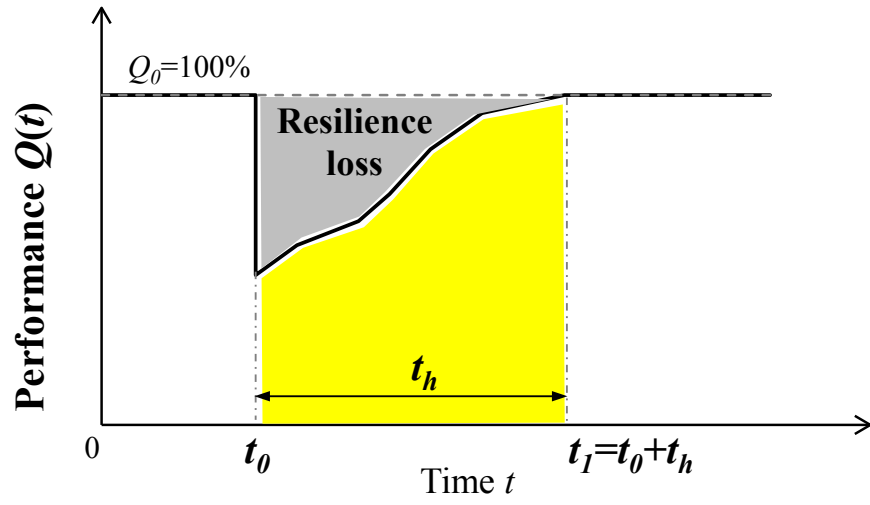 Q0=100%
Resilience
loss
Performance Q(t)
th
0
t0
t1=t0+th
Time t